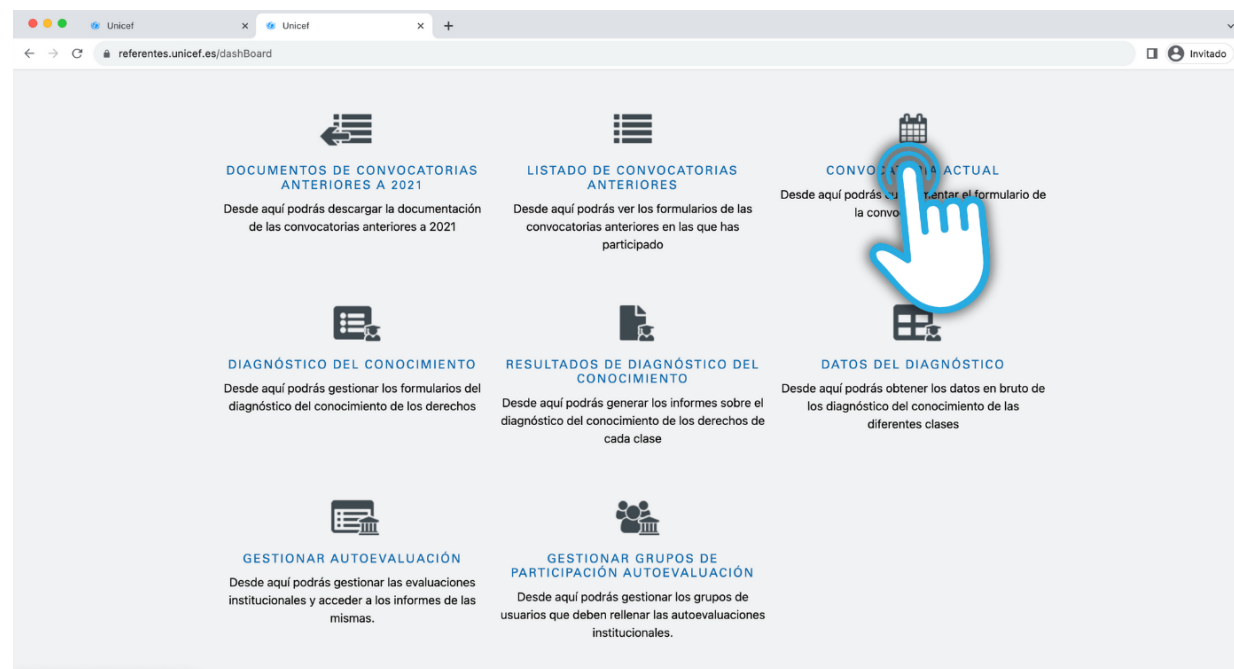 Unicef
Unicef
referentes.unicef.es/dashBoard
Invitado
DOCUMENTOS DE CONVOCATORIAS
ANTERIORES A 2021
Desde aquí podrás descargar la documentación
de las convocatorias anteriores a 2021
LISTADO DE CONVOCATORIAS
ANTERIORES
Desde aquí podrás ver los formularios de las
convocatorias anteriores en las que has
participado
ACTUAL
Desde aquí podrás el formulario de
la
DIAGNÓSTICO DEL CONOCIMIENTO
Desde aquí podrás gestionar los formularios del
diagnóstico del conocimiento de los derechos
RESULTADOS DE DIAGNÓSTICO DEL
CONOCIMIENTO
Desde aquí podrás generar los informes sobre el
diagnóstico del conocimiento de los derechos de
cada clase
DATOS DEL DIAGNÓSTICO
Desde aquí podrás obtener los datos en bruto de
los diagnóstico del conocimiento de las
diferentes clases
GESTIONAR AUTOEVALUACIÓN
Desde aquí podrás gestionar las evaluaciones
institucionales y acceder a los informes de las
mismas.
GESTIONAR GRUPOS DE
PARTICIPACIÓN AUTOEVALUACIÓN
Desde aquí podrás gestionar los grupos de
usuarios que deben rellenar las autoevaluaciones
institucionales.